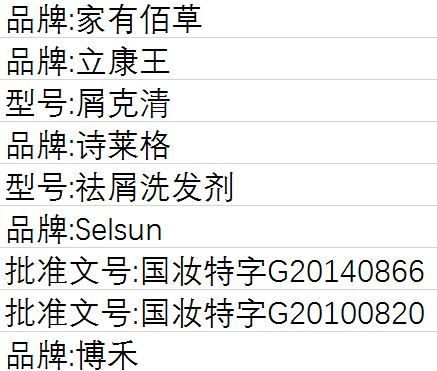 品牌:家有佰草
品牌:立康王
型号:屑克清
品牌:诗莱格
型号:祛屑洗发剂
品牌:Selsun
批准文号:国妆特字G20140866
批准文号:国妆特字G20100820
品牌:博禾